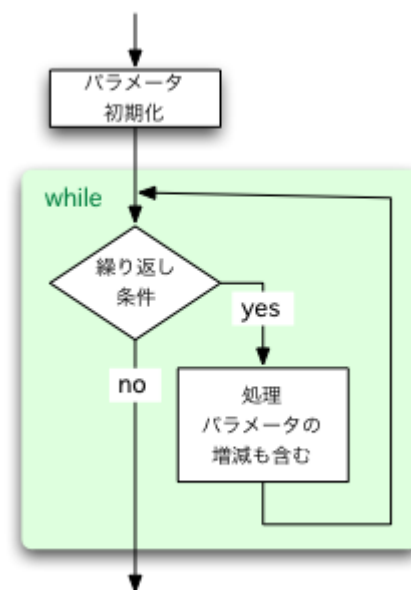 パラメータ
初期化
while
繰り返し
条件
yes
no
処理
パラメータの
増減も含む